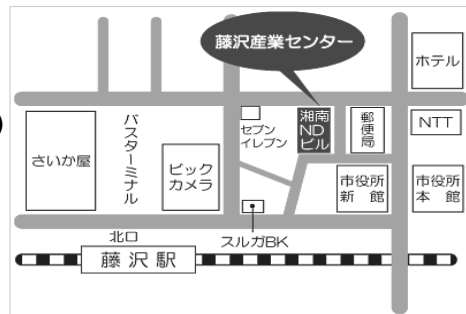 藤沢産業センター
ホテル
湘南
ND
ビル
郵便局
NTT
セブン
イレブン
さいか屋
バスターミナル
ビック
カメラ
市役所
新館
市役所
本館
北口
スルガBK
藤沢駅